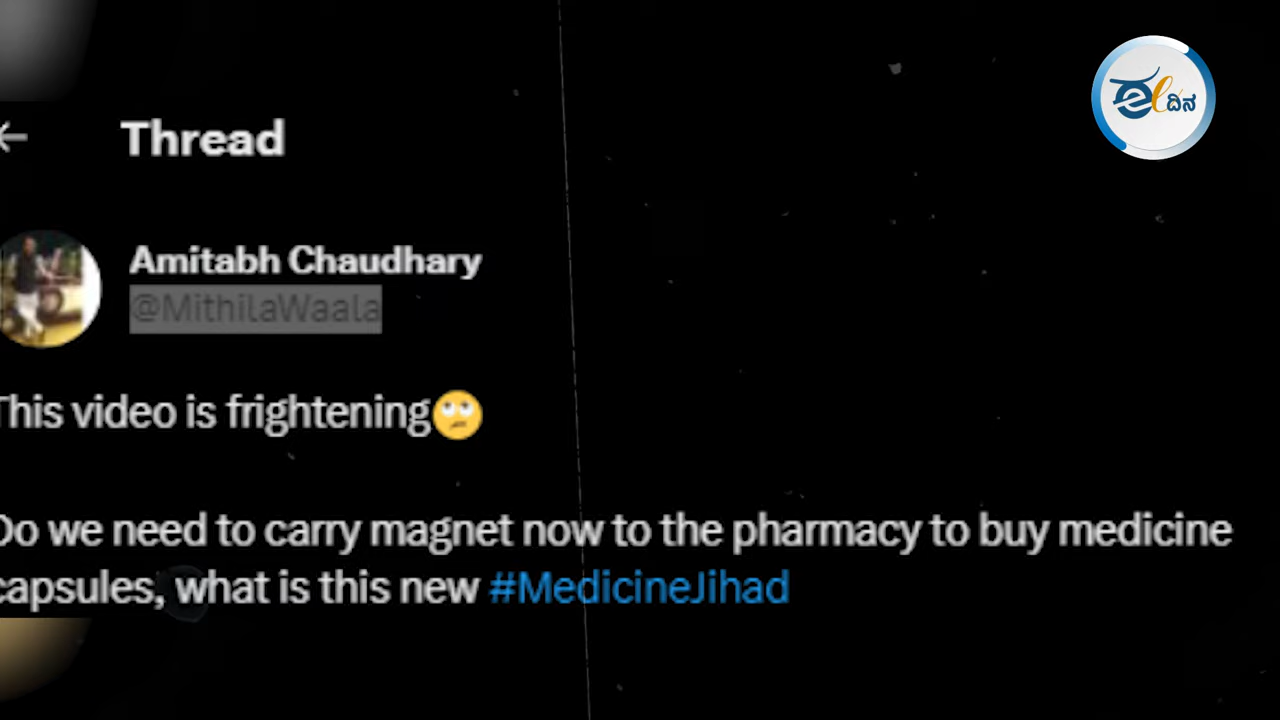 ಈ ದಿನ
Thread
Amitabh Chaudhary
@MithilaWaala
This video is frightening🙄
Do we need to carry magnet now to the pharmacy to buy medicine
capsules, what is this new #MedicineJihad